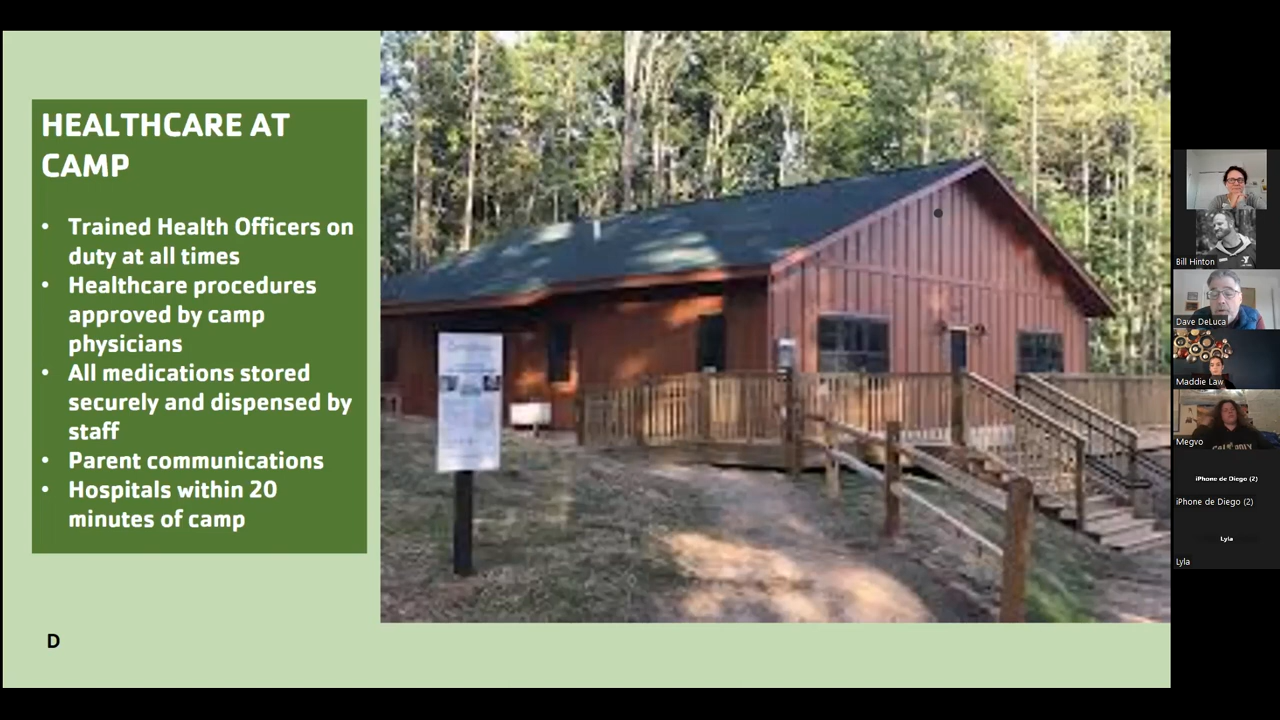 HEALTHCARE AT
CAMP
• Trained Health Officers on
duty at all times
• Healthcare procedures
approved by camp
physicians
• All medications stored
securely and dispensed by
staff
• Parent communications
• Hospitals within 20
minutes of camp
D
Bill Hinton
Dave DeLuca
Maddie Law
Megvo
iPhone de Diego (2)
iPhone de Diego (2)
Lyla
Lyla